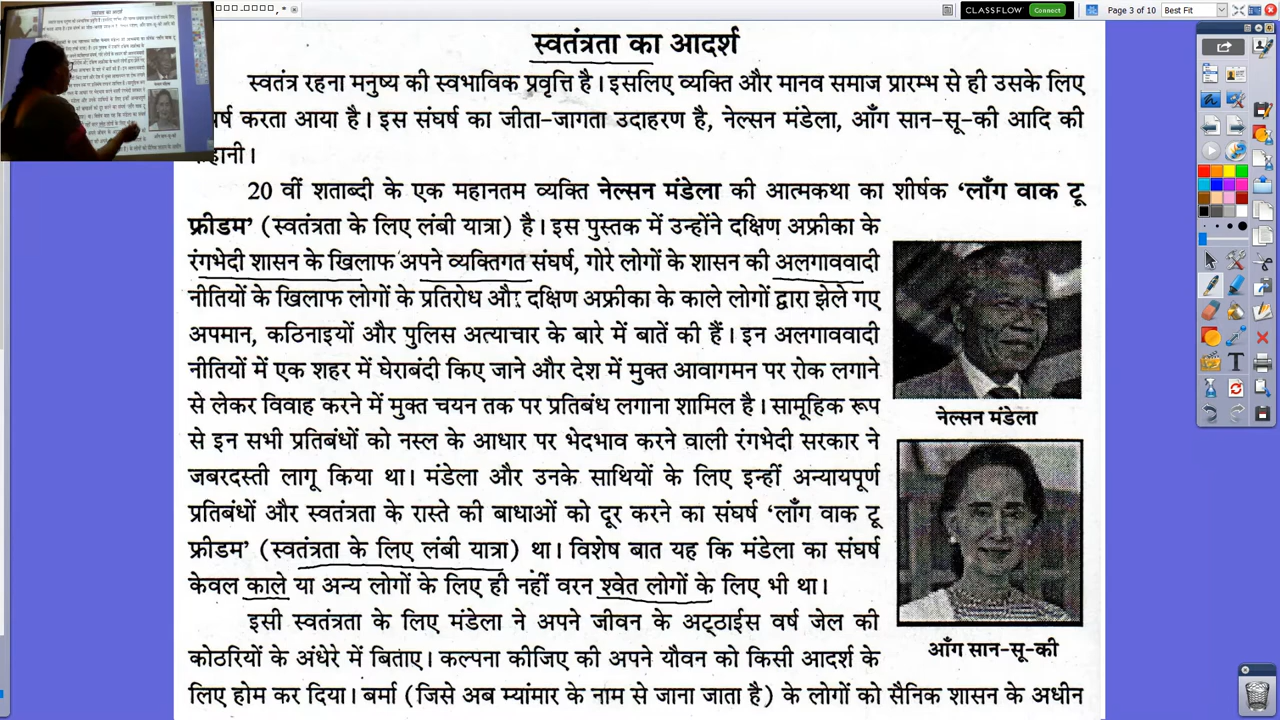 CLASSFLOW Connect Page 3 of 10 Best Fit
स्वतंत्रता का आदर्श
स्वतंत्र रहना मनुष्य की स्वभाविक प्रवृत्ति है। इसलिए व्यक्ति और मानव समाज प्रारम्भ से ही उसके लिए
करता आया है। इस संघर्ष का जीता-जागता उदाहरण है, नेल्सन मंडेला, आँग सान-सू-की आदि की
20 वीं शताब्दी के एक महानतम व्यक्ति नेल्सन मंडेला की आत्मकथा का शीर्षक ‘लाँग वाक टू
फ्रीडम’ (स्वतंत्रता के लिए लंबी यात्रा) है। इस पुस्तक में उन्होंने दक्षिण अफ्रीका के
रंगभेदी शासन के खिलाफ अपने व्यक्तिगत संघर्ष, गोरे लोगों के शासन की अलगाववादी
नीतियों के खिलाफ लोगों के प्रतिरोध और दक्षिण अफ्रीका के काले लोगों द्वारा झेले गए
अपमान, कठिनाइयों और पुलिस अत्याचार के बारे में बातें की हैं। इन अलगाववादी
नीतियों में एक शहर में घेराबंदी किए जाने और देश में मुक्त आवागमन पर रोक लगाने
से लेकर विवाह करने में मुक्त चयन तक पर प्रतिबंध लगाना शामिल है। सामूहिक रूप
से इन सभी प्रतिबंधों को नस्ल के आधार पर भेदभाव करने वाली रंगभेदी सरकार ने
जबरदस्ती लागू किया था। मंडेला और उनके साथियों के लिए इन्हीं अन्यायपूर्ण
प्रतिबंधों और स्वतंत्रता के रास्ते की बाधाओं को दूर करने का संघर्ष ‘लाँग वाक टू
फ्रीडम’ (स्वतंत्रता के लिए लंबी यात्रा) था। विशेष बात यह कि मंडेला का संघर्ष
केवल काले या अन्य लोगों के लिए ही नहीं वरन श्वेत लोगों के लिए भी था।
इसी स्वतंत्रता के लिए मंडेला ने अपने जीवन के अट्ठाईस वर्ष जेल की
कोठरियों के अंधेरे में बिताए। कल्पना कीजिए की अपने यौवन को किसी आदर्श के
लिए होम कर दिया। बर्मा (जिसे अब म्यांमार के नाम से जाना जाता है) के लोगों को सैनिक शासन के अधीन
नेल्सन मंडेला
आँग सान-सू-की